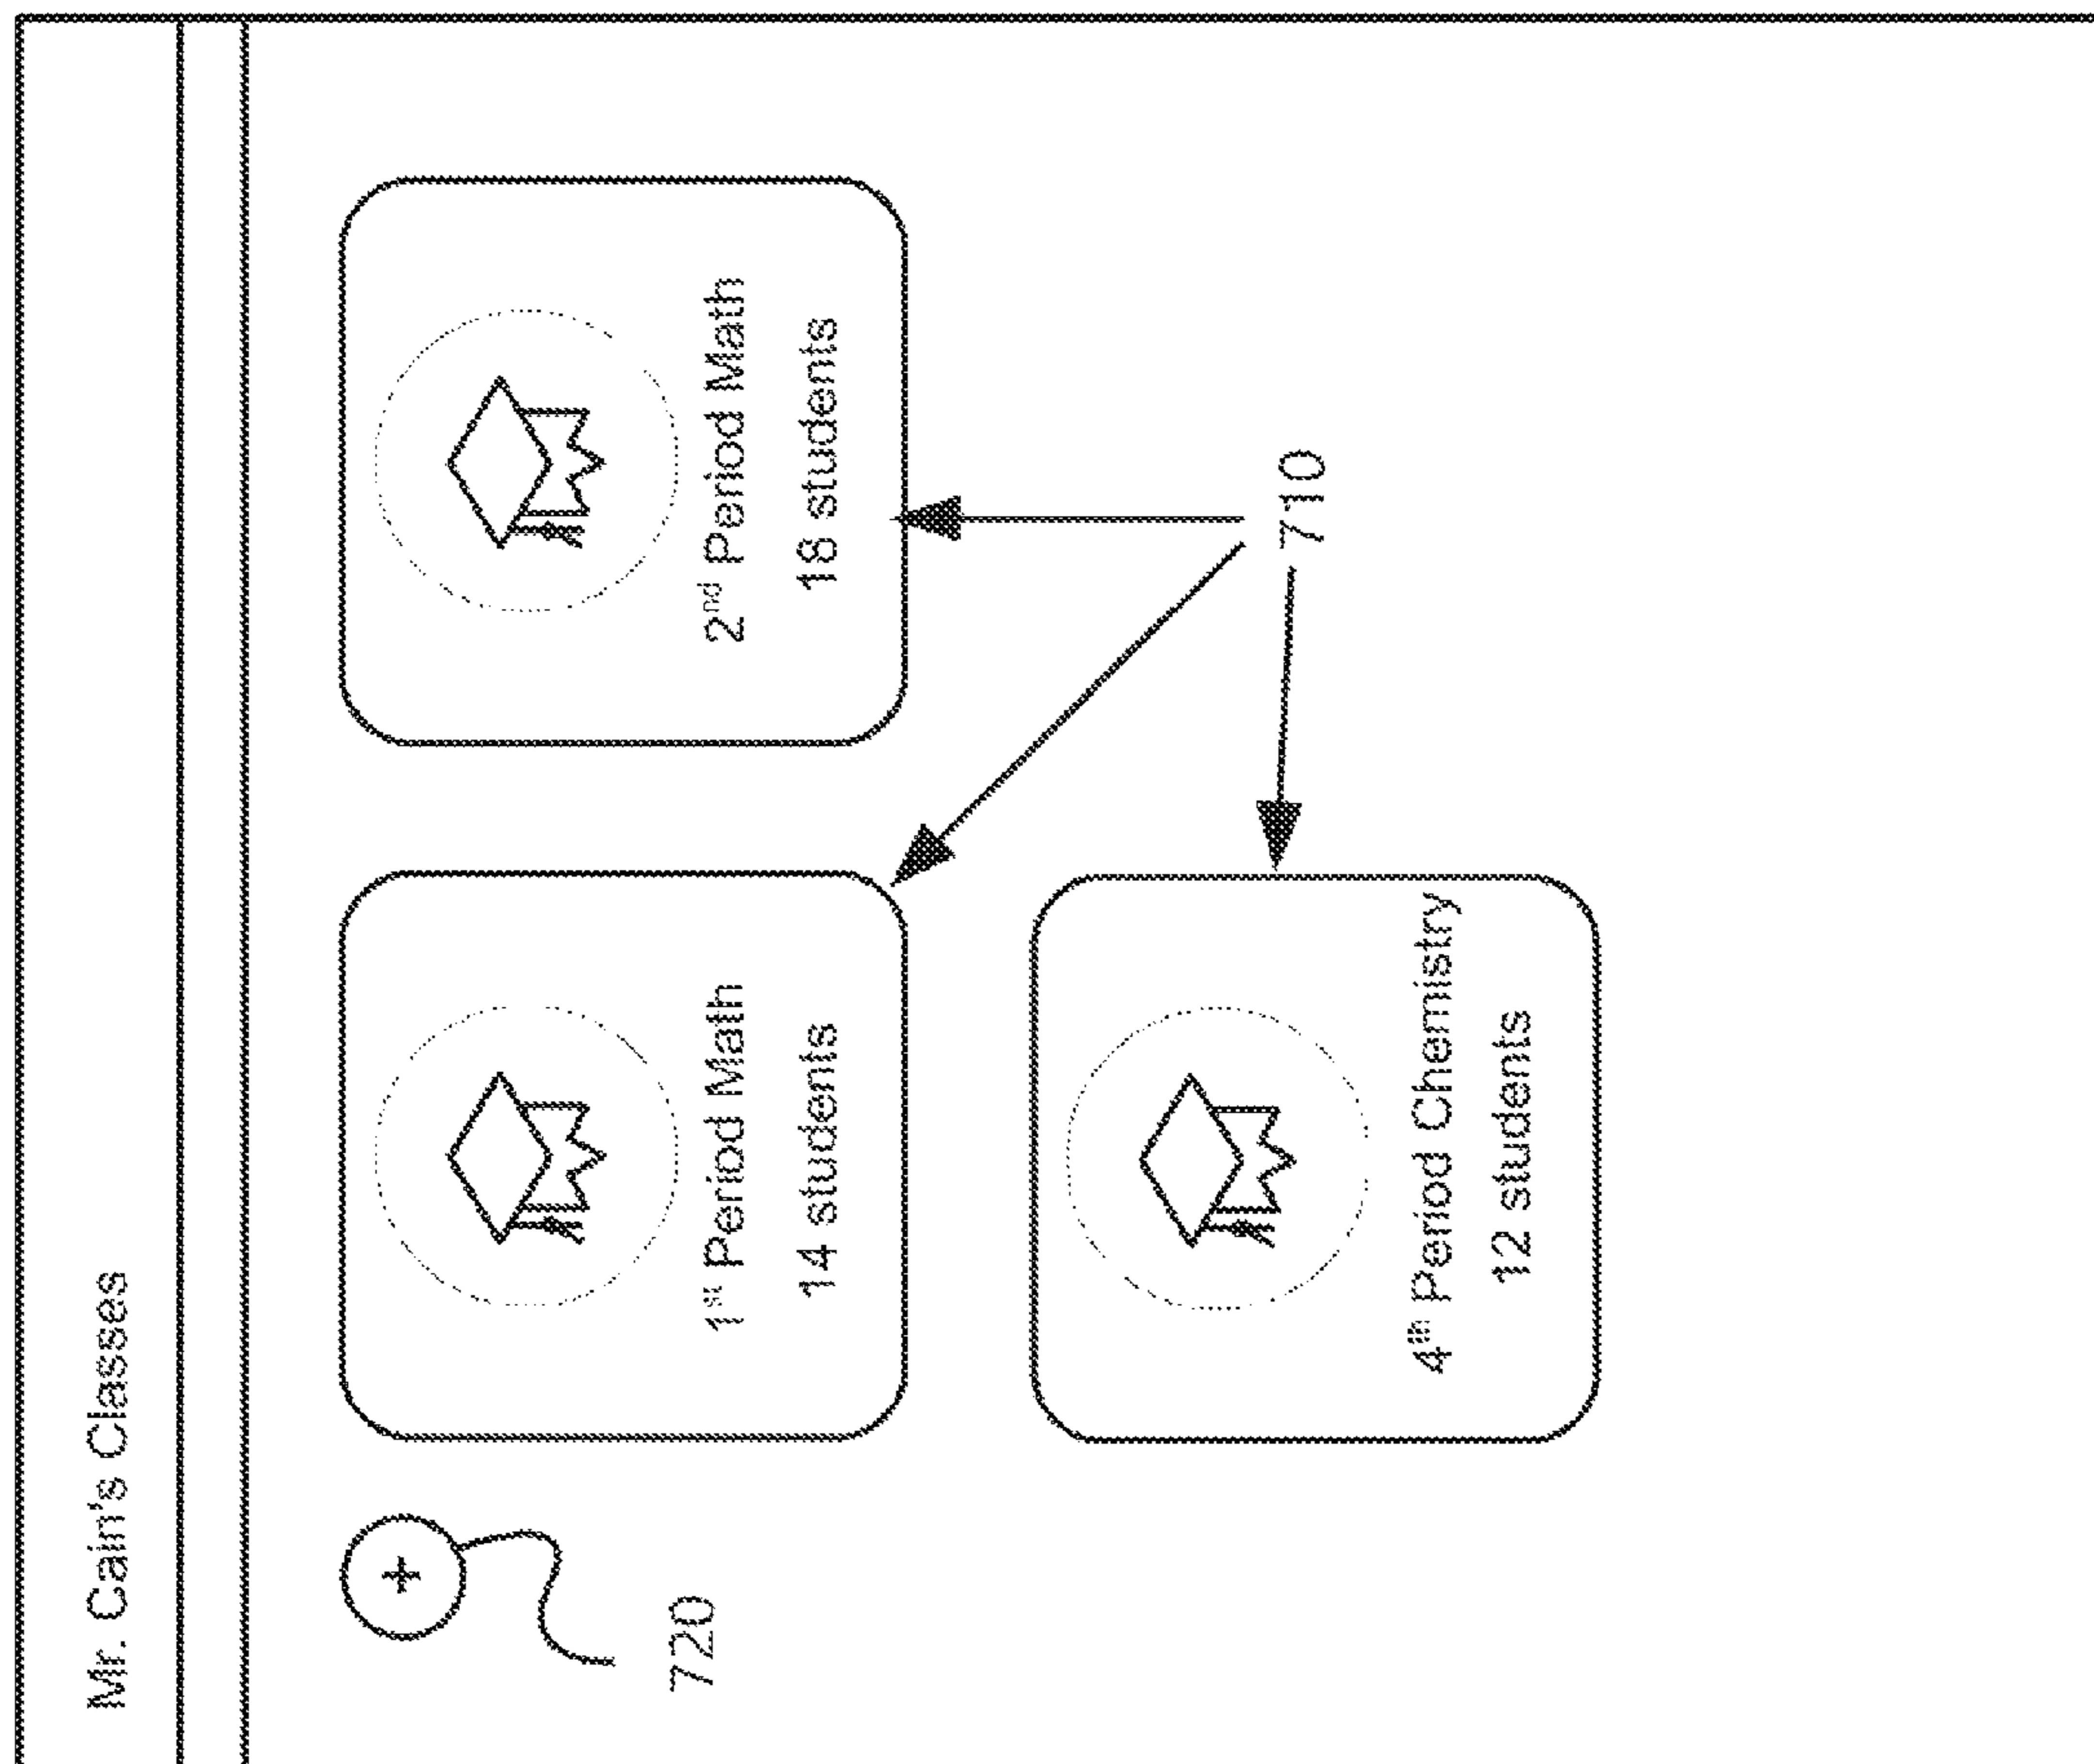 Mr. Cain's Classes
+
1st Period Math
14 students
2nd Period Math
18 students
4th Period Chemistry
12 students
710
720